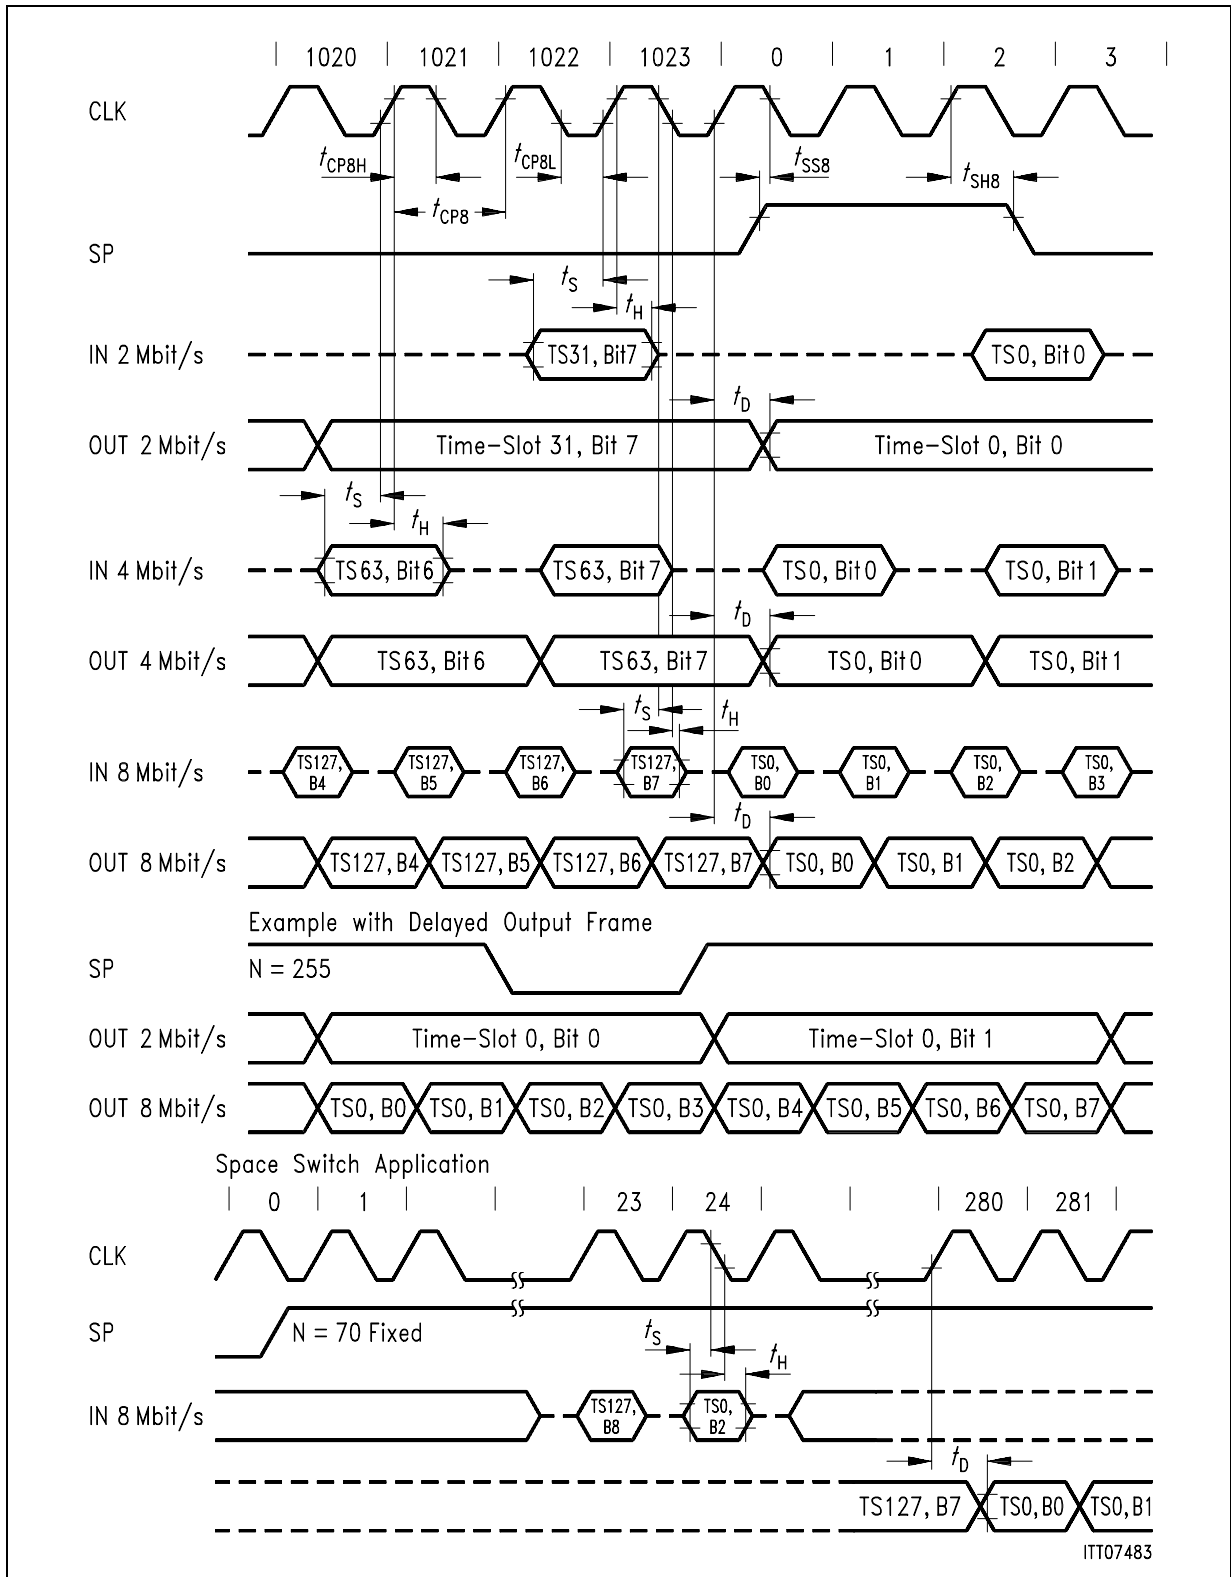 1020 1021 1022 1023 0 1 2 3
CLK
tCP8H tCP8L tSS8 tSH8
tCP8
SP
tS
tH
IN 2 Mbit/s TS31, Bit7 TS0, Bit0
tD
OUT 2 Mbit/s Time-Slot 31, Bit 7 Time-Slot 0, Bit 0
tS
tH
IN 4 Mbit/s TS63, Bit6 TS63, Bit7 TS0, Bit0 TS0, Bit1
tD
OUT 4 Mbit/s TS63, Bit6 TS63, Bit7 TS0, Bit0 TS0, Bit1
tS tH
IN 8 Mbit/s TS127, B4 TS127, B5 TS127, B6 TS127, B7 TS0, B0 TS0, B1 TS0, B2 TS0, B3
tD
OUT 8 Mbit/s TS127, B4 TS127, B5 TS127, B6 TS127, B7 TS0, B0 TS0, B1 TS0, B2
Example with Delayed Output Frame
SP N = 255
OUT 2 Mbit/s Time-Slot 0, Bit 0 Time-Slot 0, Bit 1
OUT 8 Mbit/s TS0, B0 TS0, B1 TS0, B2 TS0, B3 TS0, B4 TS0, B5 TS0, B6 TS0, B7
Space Switch Application
0 1 23 24 280 281
CLK
SP N = 70 Fixed
tS
tH
IN 8 Mbit/s TS127, B8 TS0, B2
tD
TS127, B7 TS0, B0 TS0, B1
ITT07483